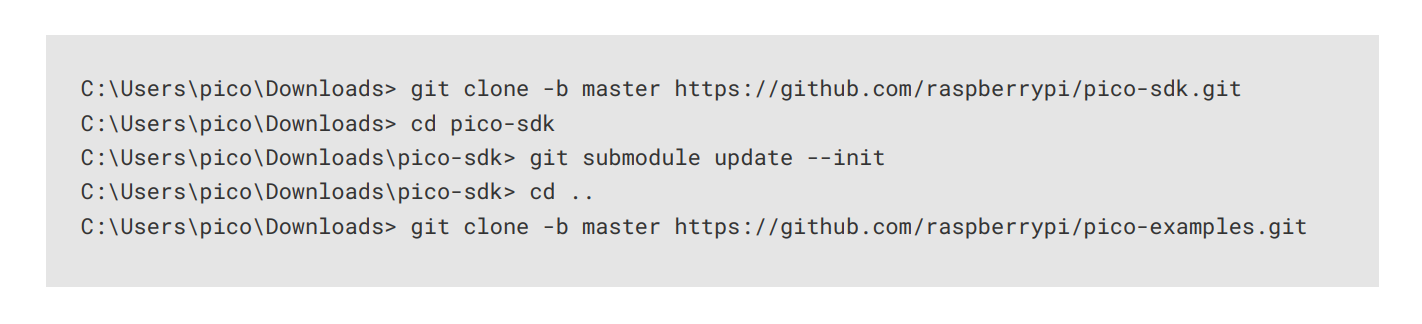 C:\Users\pico\Downloads> git clone -b master https://github.com/raspberrypi/pico-sdk.git
C:\Users\pico\Downloads> cd pico-sdk
C:\Users\pico\Downloads\pico-sdk> git submodule update --init
C:\Users\pico\Downloads\pico-sdk> cd ..
C:\Users\pico\Downloads> git clone -b master https://github.com/raspberrypi/pico-examples.git